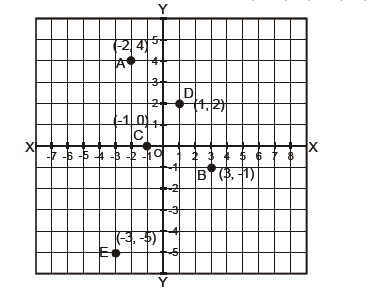 Y
5
(-2, 4)
4
A
3
D
2
(1, 2)
(-1, 0)
1
C
X
O
X
-7 -6 -5 -4 -3 -2 -1 1 2 3 4 5 6 7 8
-1
B
(3, -1)
-2
-3
(-3, -5)
-4
E
-5
Y